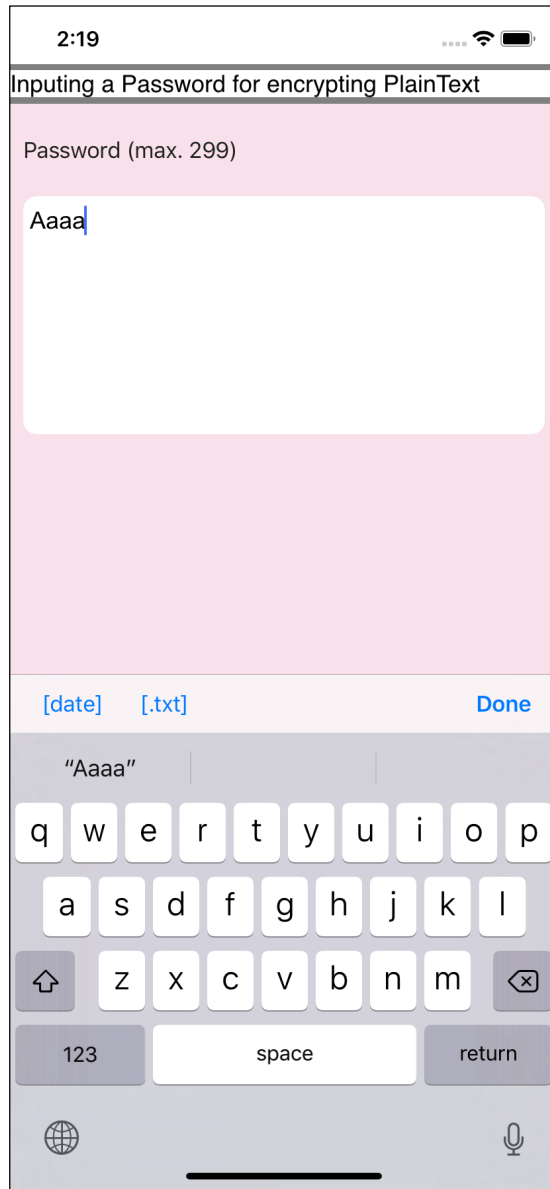 2:19
Inputing a Password for encrypting PlainText
Password (max. 299)
Aaaa
[date] [.txt] Done
“Aaaa”
q w e r t y u i o p
a s d f g h j k l
z x c v b n m
123 space return